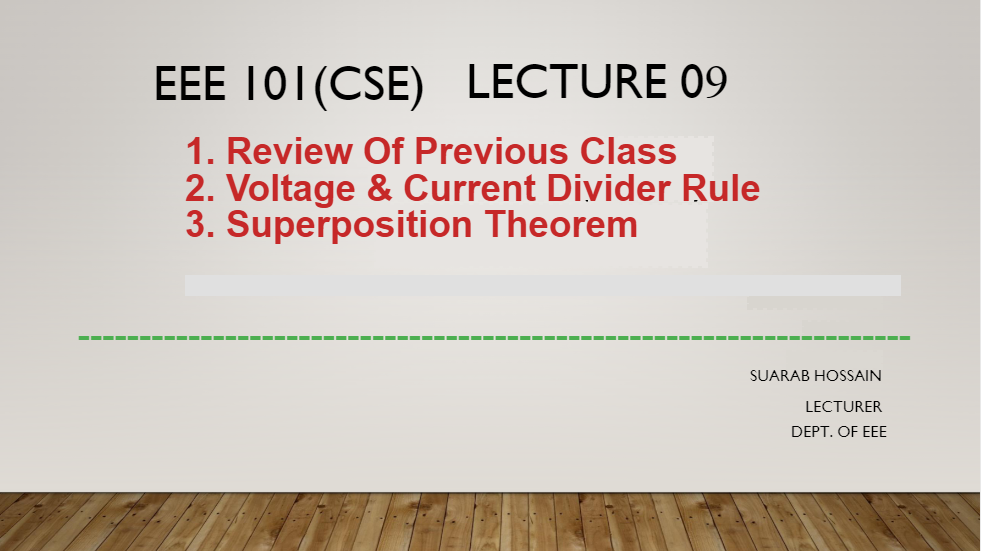 EEE 101(CSE) LECTURE 09
1. Review Of Previous Class
2. Voltage & Current Divider Rule
3. Superposition Theorem
SUARAB HOSSAIN
LECTURER
DEPT. OF EEE